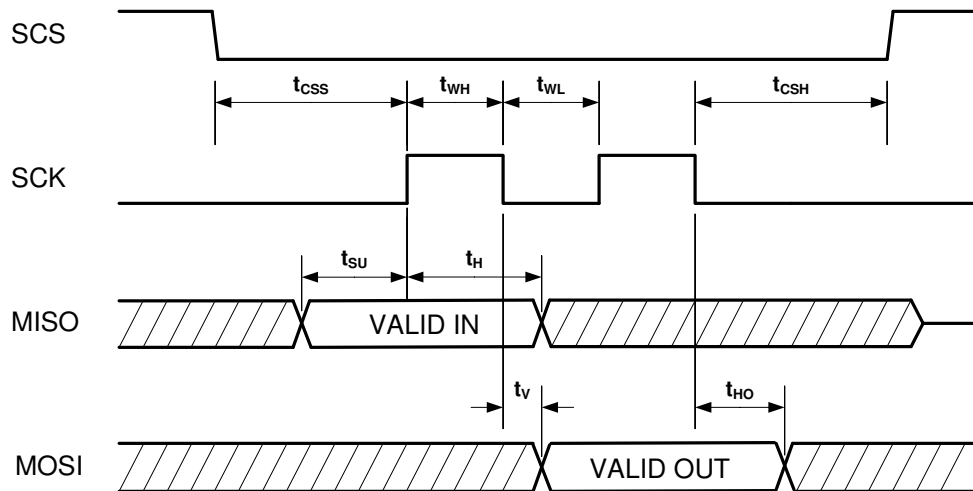 SCS
tCSS tWH tWL tCSH
SCK
tSU tH
MISO VALID IN
tV tHO
MOSI VALID OUT